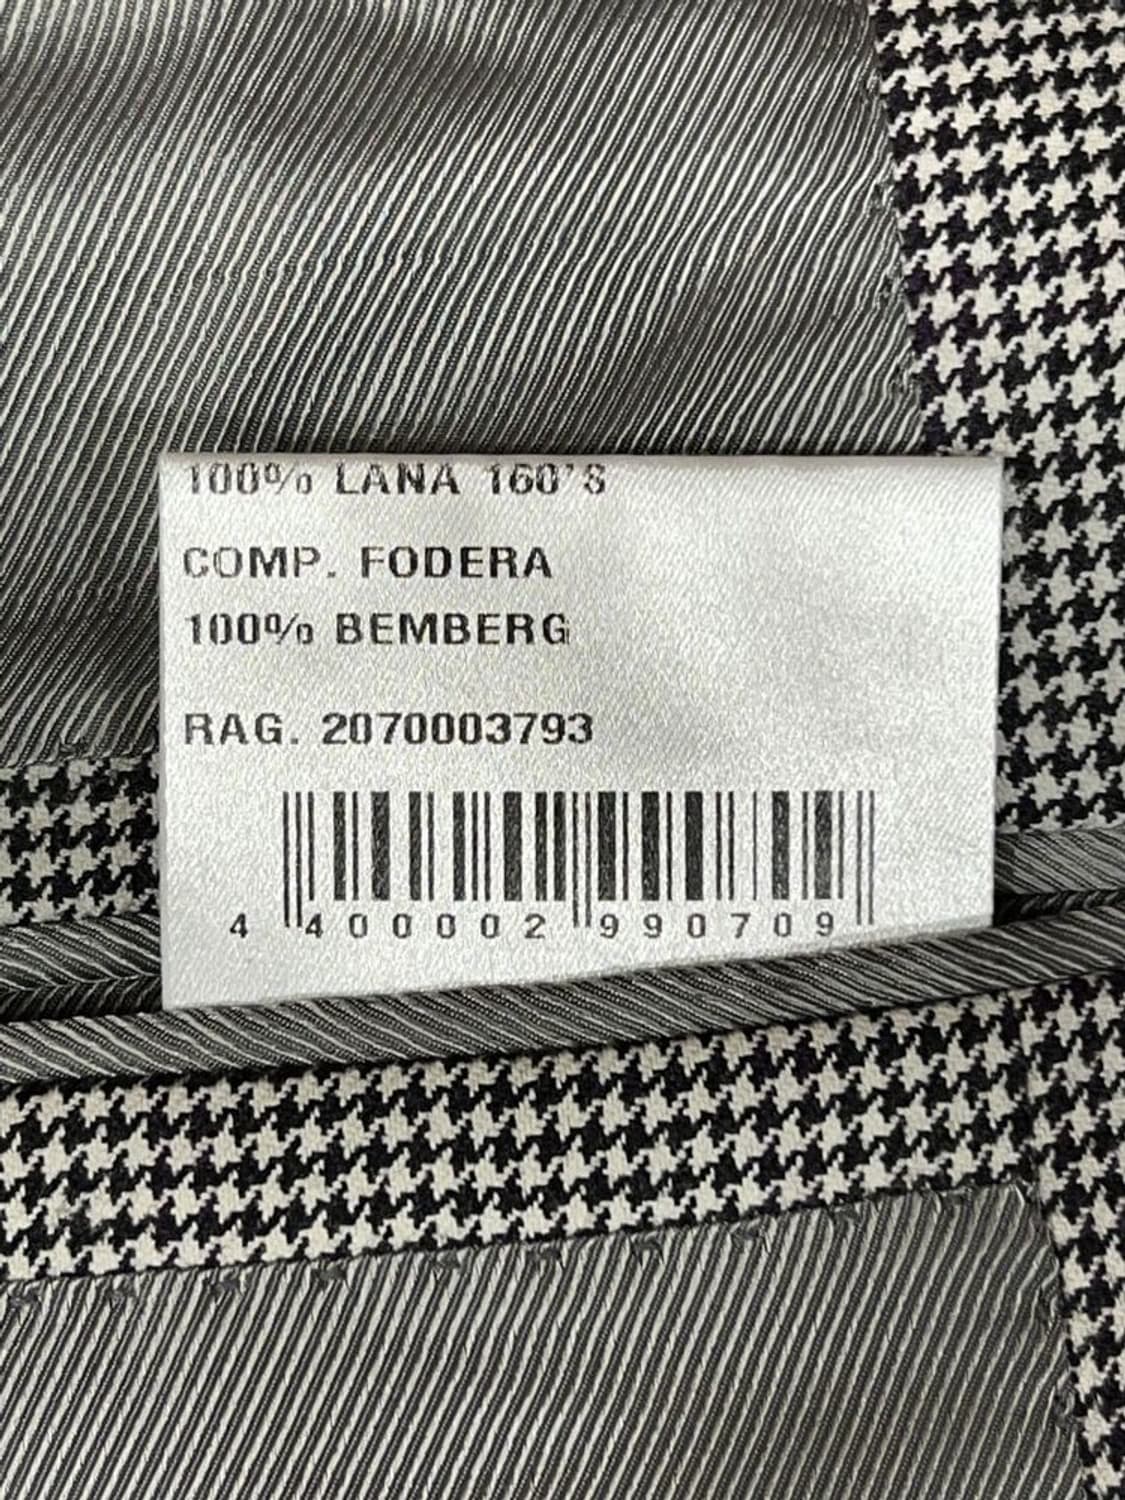 100% LANA 160'S
COMP. FODERA
100% BEMBERG
RAG. 2070003793
4 400002 990709